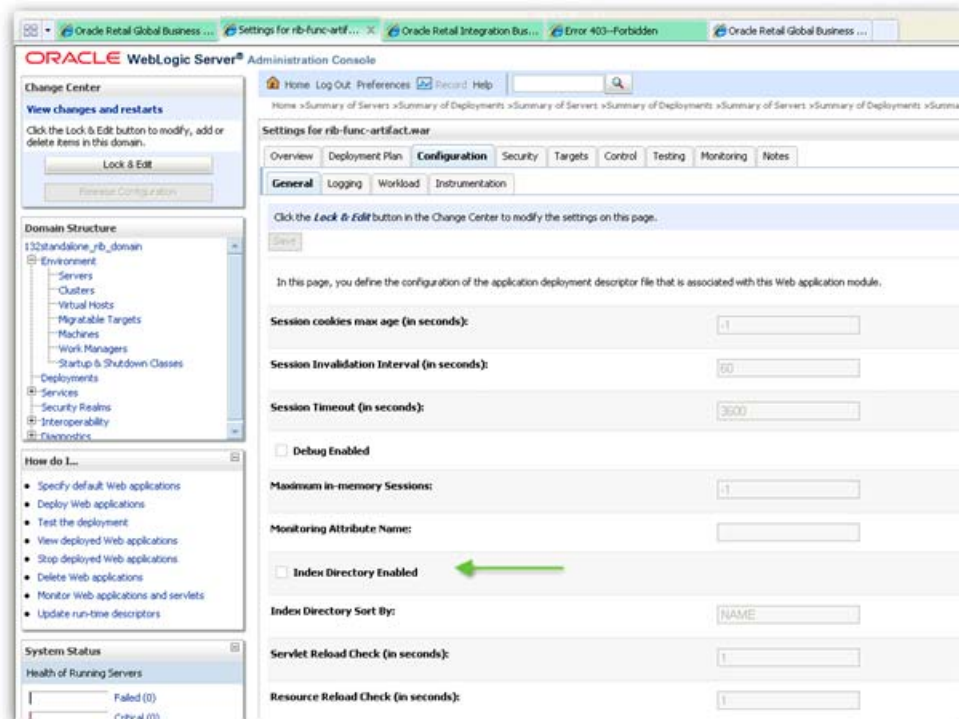 Oracle Retail Global Business ...
Settings for rib-func-artif...
Oracle Retail Integration Bus...
Error 403--Forbidden
Oracle Retail Global Business ...
ORACLE WebLogic Server® Administration Console
Change Center
View changes and restarts
Click the Lock & Edit button to modify, add or
delete items in this domain.
Lock & Edit
Release Configuration
Domain Structure
132standalone_rib_domain
Environment
Servers
Clusters
Virtual Hosts
Migratable Targets
Machines
Work Managers
Startup & Shutdown Classes
Deployments
Services
Security Realms
Interoperability
Diagnostics
How do I...
Specify default Web applications
Deploy Web applications
Test the deployment
View deployed Web applications
Stop deployed Web applications
Delete Web applications
Monitor Web applications and servlets
Update run-time descriptors
System Status
Health of Running Servers
Failed (0)
Critical (0)
Home Log Out Preferences Record Help
Home >Summary of Servers >Summary of Deployments >Summary of Servers >Summary of Deployments >Summary of Servers >Summary of Deployments >Summa
Settings for rib-func-artifact.war
Overview Deployment Plan Configuration Security Targets Control Testing Monitoring Notes
General Logging Workload Instrumentation
Click the Lock & Edit button in the Change Center to modify the settings on this page.
Save
In this page, you define the configuration of the application deployment descriptor file that is associated with this Web application module.
Session cookies max age (in seconds): -1
Session Invalidation Interval (in seconds): 60
Session Timeout (in seconds): 3600
Debug Enabled
Maximum in-memory Sessions: -1
Monitoring Attribute Name:
Index Directory Enabled
Index Directory Sort By: NAME
Servlet Reload Check (in seconds): 1
Resource Reload Check (in seconds): 1